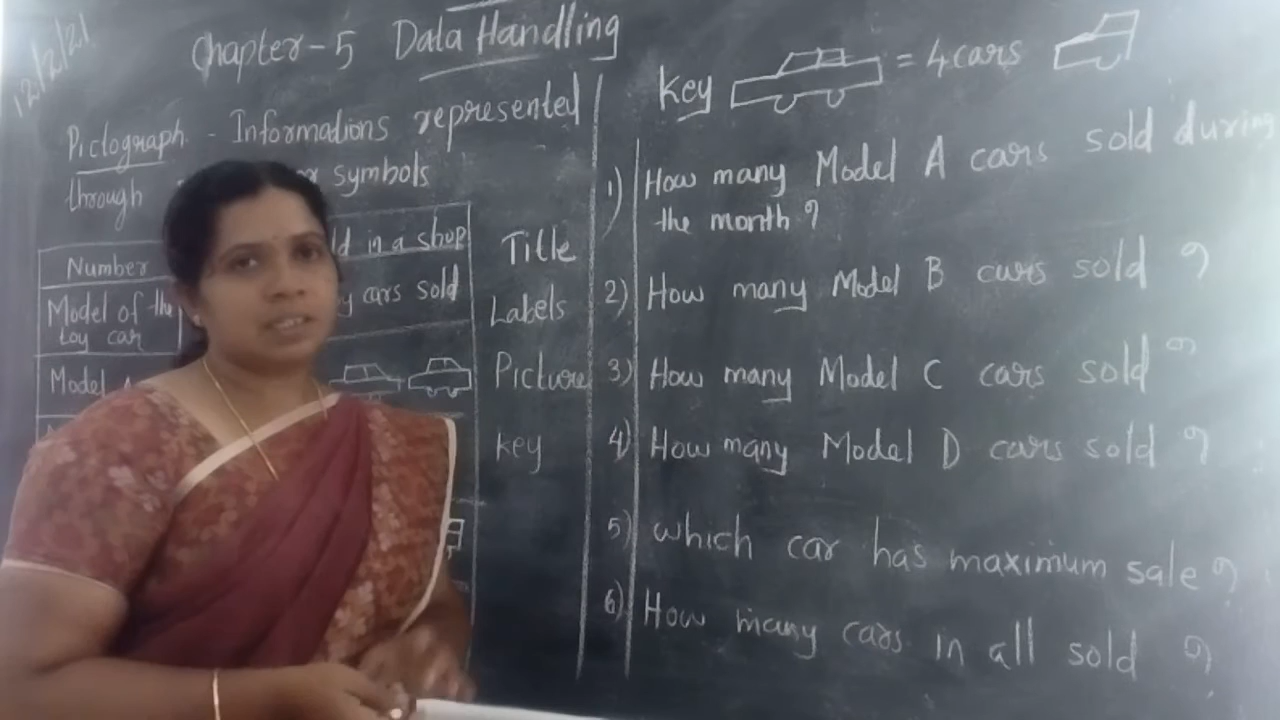 12/2/21
Chapter-5 Data Handling
Pictograph - Informations represented
through symbols
in a shop
Number
Model of the
toy car
cars sold
Model
Title
Labels
Picture
key
key = 4 cars
1) How many Model A cars sold during
the month ?
2) How many Model B cars sold ?
3) How many Model C cars sold ?
4) How many Model D cars sold ?
5) which car has maximum sale ?
6) How many cars in all sold ?